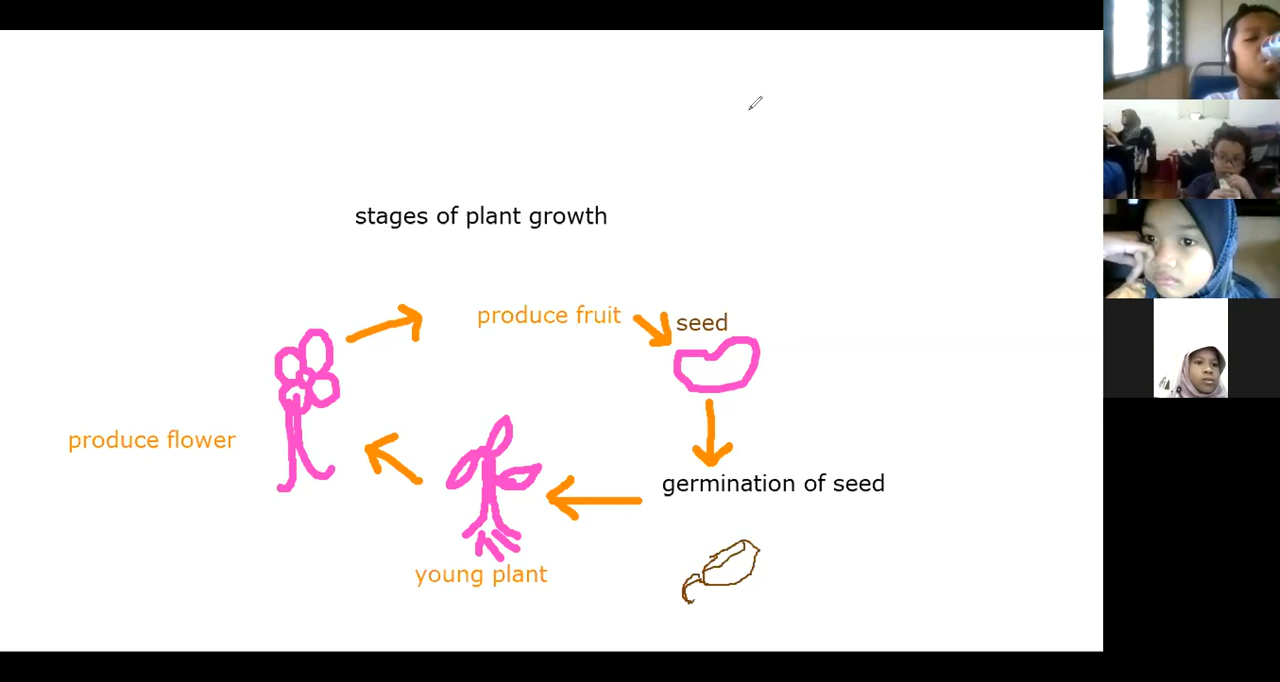 stages of plant growth
produce fruit
seed
produce flower
germination of seed
young plant